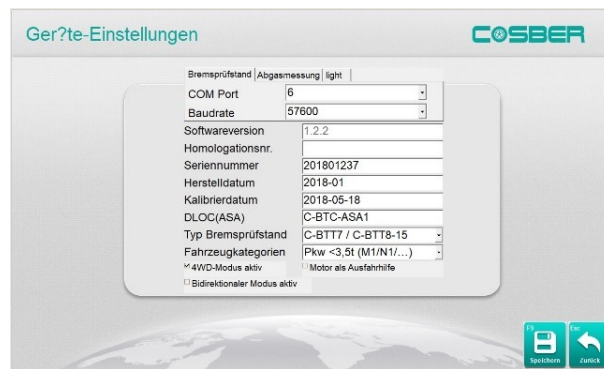 Ger?te-Einstellungen
COSBER
Bremsprüfstand Abgasmessung light
COM Port 6
Baudrate 57600
Softwareversion 1.2.2
Homologationsnr.
Seriennummer 201801237
Herstelldatum 2018-01
Kalibrierdatum 2018-05-18
DLOC(ASA) C-BTC-ASA1
Typ Bremsprüfstand C-BTT7 / C-BTT8-15
Fahrzeugkategorien Pkw <3,5t (M1/N1/...)
4WD-Modus aktiv Motor als Ausfahrhilfe
Bidirektionaler Modus aktiv
F9 Esc
Speichern Zurück